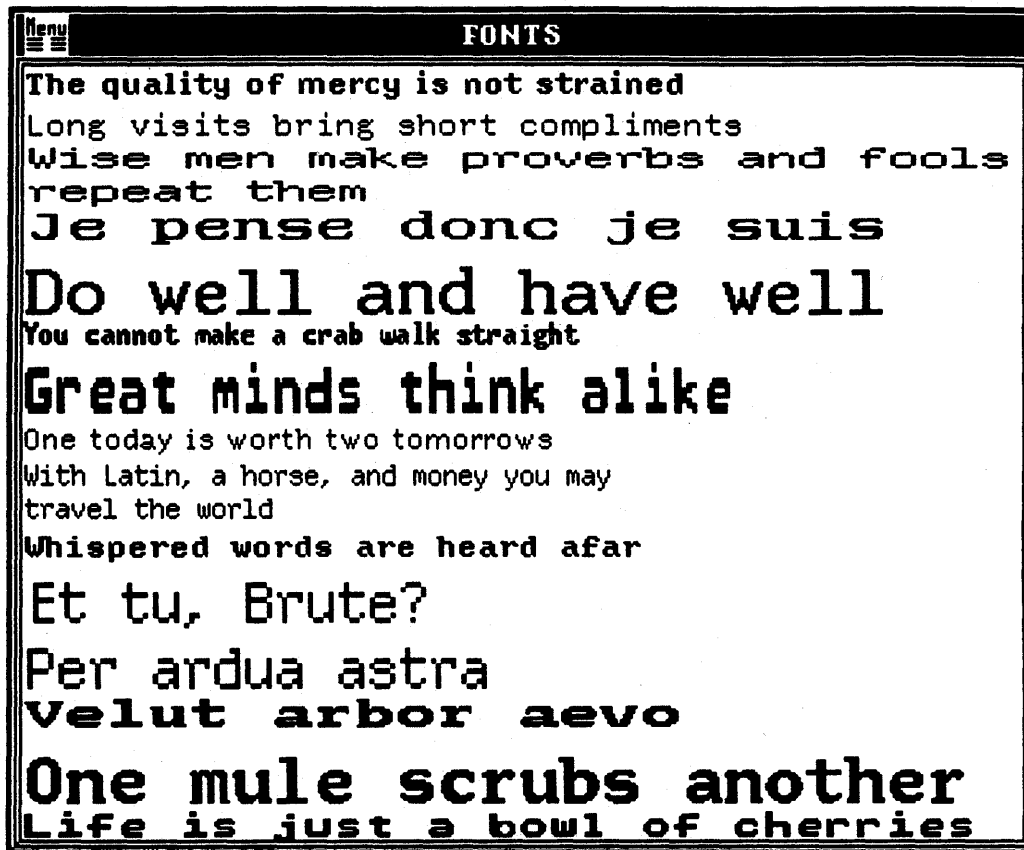 Menu
FONTS
The quality of mercy is not strained
Long visits bring short compliments
Wise men make proverbs and fools
repeat them
Je pense donc je suis
Do well and have well
You cannot make a crab walk straight
Great minds think alike
One today is worth two tomorrows
With Latin, a horse, and money you may
travel the world
Whispered words are heard afar
Et tu, Brute?
Per ardua astra
Velut arbor aevo
One mule scrubs another
Life is just a bowl of cherries